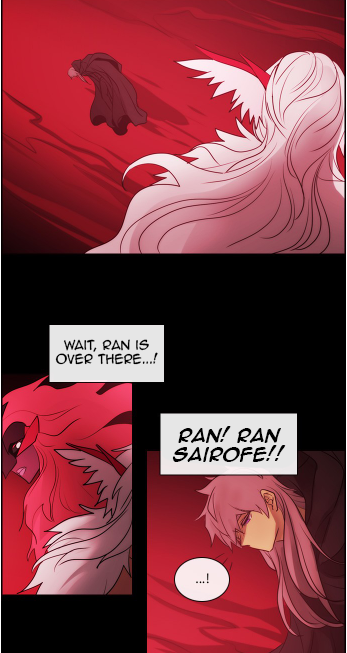 WAIT, RAN IS
OVER THERE...!
RAN! RAN
SAIROFE!!
...!